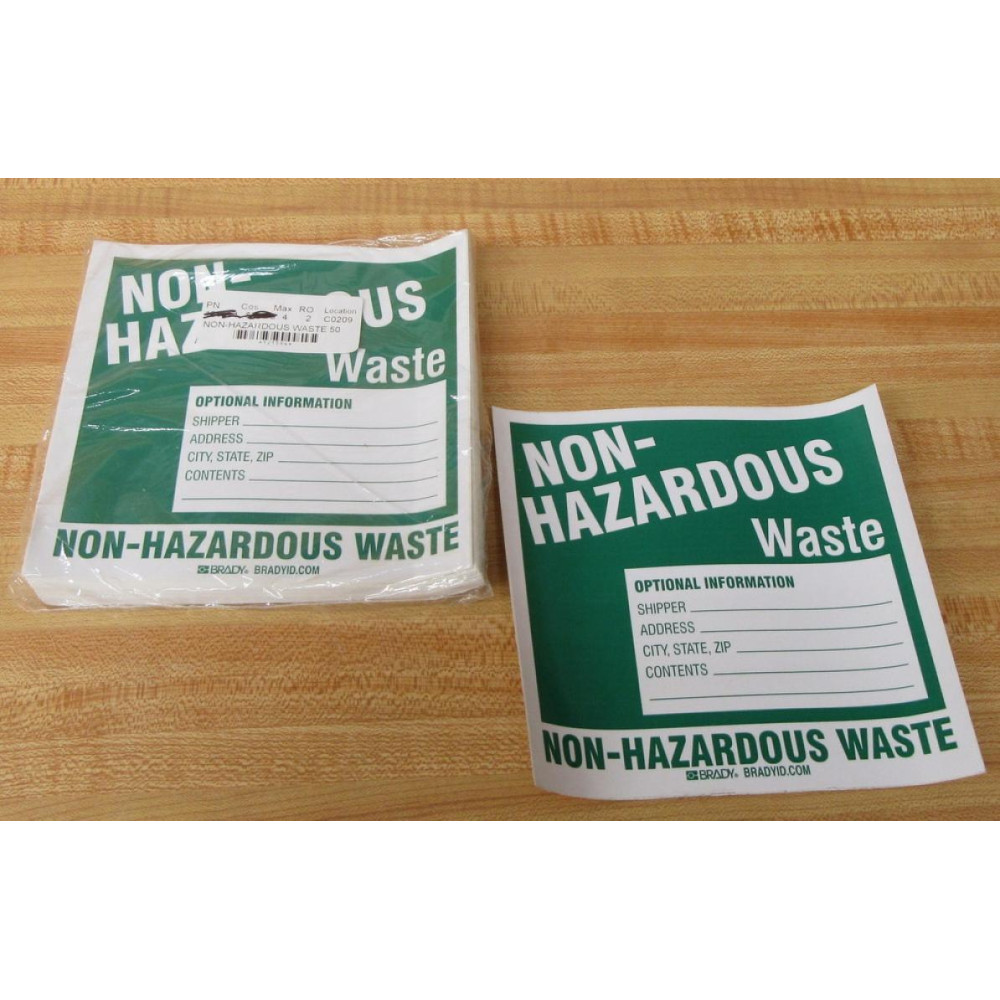 NON-
HAZ OUS
Waste
PN Cos Max RO Location
4 2 C0209
NON-HAZARDOUS WASTE 50
OPTIONAL INFORMATION
SHIPPER
ADDRESS
CITY, STATE, ZIP
CONTENTS
NON-HAZARDOUS WASTE
BRADY® BRADYID.COM
NON-
HAZARDOUS
Waste
OPTIONAL INFORMATION
SHIPPER
ADDRESS
CITY, STATE, ZIP
CONTENTS
NON-HAZARDOUS WASTE
BRADY® BRADYID.COM